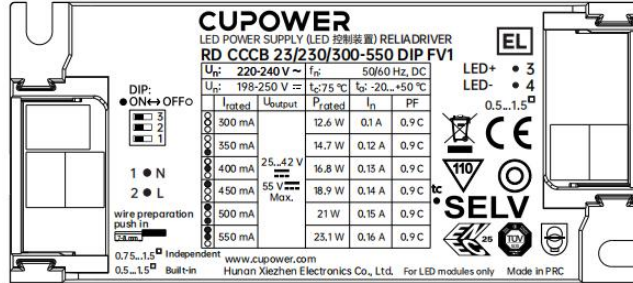 CUPOWER
LED POWER SUPPLY (LED 控制装置) RELIADRIVER
RD CCCB 23/230/300-550 DIP FV1
Un: 220-240 V ~ fn: 50/60 Hz, DC
Un: 198-250 V ⎓ tc:75 ℃ ta: -20...+50 ℃
Irated Uoutput Prated In PF
300 mA 12.6 W 0.1 A 0.9 C
350 mA 14.7 W 0.12 A 0.9 C
400 mA 16.8 W 0.13 A 0.9 C
450 mA 18.9 W 0.14 A 0.9 C
500 mA 21 W 0.15 A 0.9 C
550 mA 23.1 W 0.16 A 0.9 C
25...42 V
⎓
55 V ⎓
Max.
DIP:
●ON↔OFF○
3
2
1
1 ● N
2 ● L
wire preparation
push in
7-8 mm
0.75...1.5 Independent
0.5...1.5 Built-in
www.cupower.com
Hunan Xiezhen Electronics Co., Ltd. For LED modules only Made in PRC
EL
LED+ ● 3
LED- ● 4
0.5...1.5
CE
110
tc
SELV
ENEC 25
TÜV